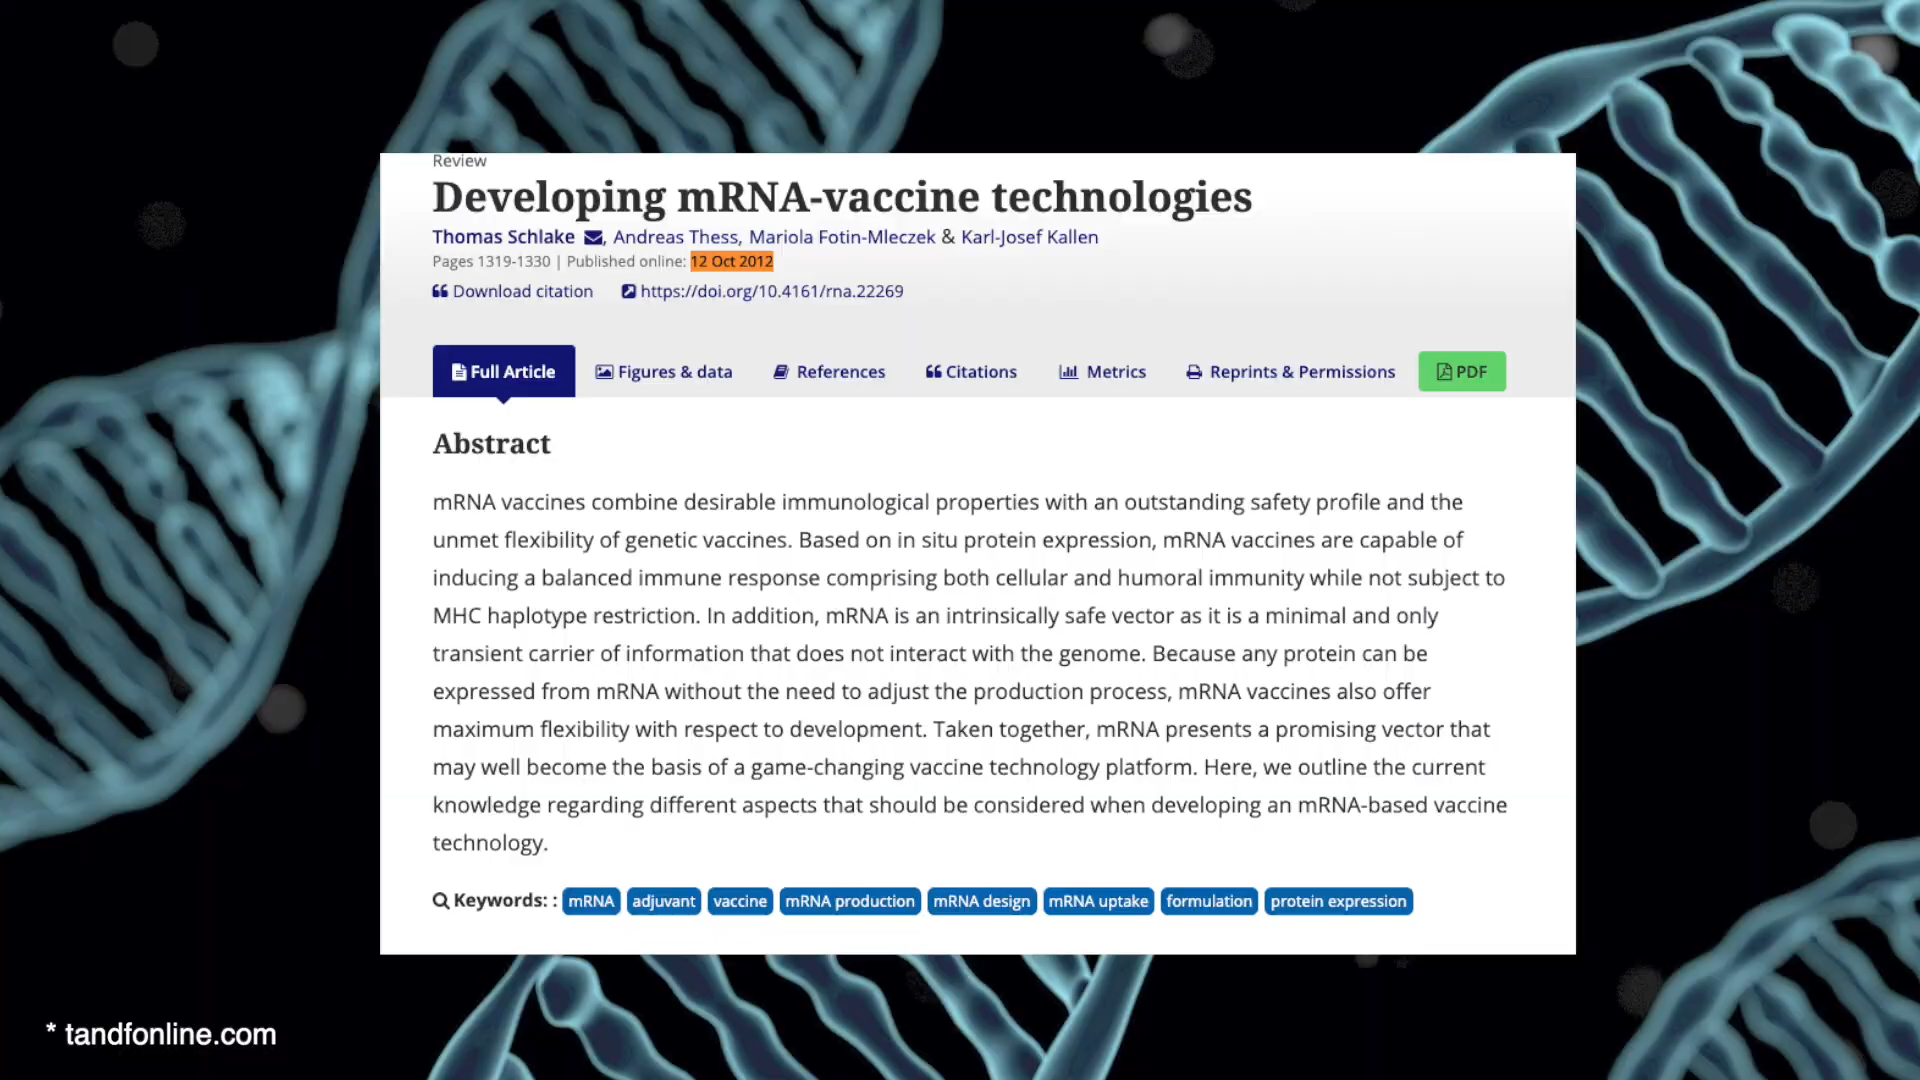 Review
Developing mRNA-vaccine technologies
Thomas Schlake, Andreas Thess, Mariola Fotin-Mleczek & Karl-Josef Kallen
Pages 1319-1330 | Published online: 12 Oct 2012
Download citation https://doi.org/10.4161/rna.22269
Full Article Figures & data References Citations Metrics Reprints & Permissions PDF
Abstract
mRNA vaccines combine desirable immunological properties with an outstanding safety profile and the
unmet flexibility of genetic vaccines. Based on in situ protein expression, mRNA vaccines are capable of
inducing a balanced immune response comprising both cellular and humoral immunity while not subject to
MHC haplotype restriction. In addition, mRNA is an intrinsically safe vector as it is a minimal and only
transient carrier of information that does not interact with the genome. Because any protein can be
expressed from mRNA without the need to adjust the production process, mRNA vaccines also offer
maximum flexibility with respect to development. Taken together, mRNA presents a promising vector that
may well become the basis of a game-changing vaccine technology platform. Here, we outline the current
knowledge regarding different aspects that should be considered when developing an mRNA-based vaccine
technology.
Keywords: : mRNA adjuvant vaccine mRNA production mRNA design mRNA uptake formulation protein expression
* tandfonline.com